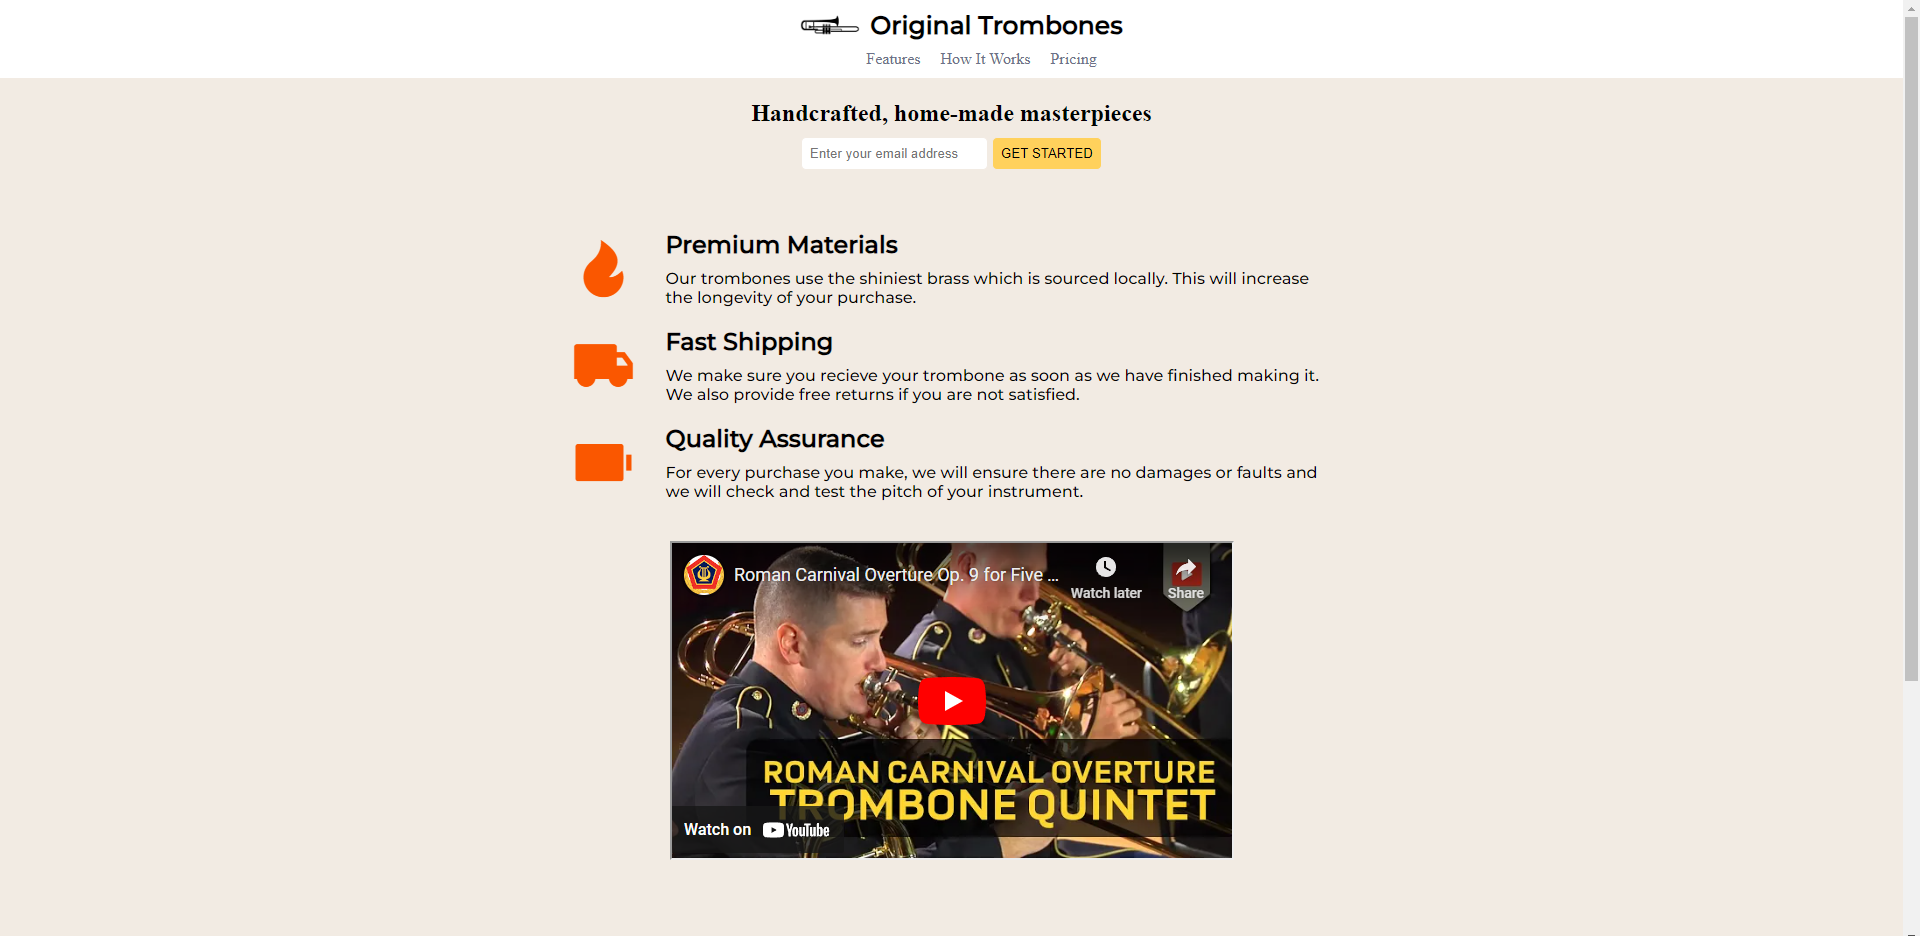 Original Trombones
Features How It Works Pricing
Handcrafted, home-made masterpieces
Enter your email address GET STARTED
Premium Materials
Our trombones use the shiniest brass which is sourced locally. This will increase
the longevity of your purchase.
Fast Shipping
We make sure you recieve your trombone as soon as we have finished making it.
We also provide free returns if you are not satisfied.
Quality Assurance
For every purchase you make, we will ensure there are no damages or faults and
we will check and test the pitch of your instrument.
Roman Carnival Overture Op. 9 for Five ...
Watch later Share
ROMAN CARNIVAL OVERTURE
TROMBONE QUINTET
Watch on YouTube